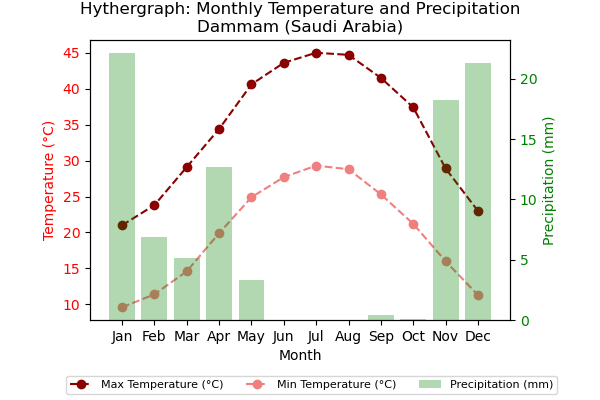 Hythergraph: Monthly Temperature and Precipitation
Dammam (Saudi Arabia)
45
40
35
30
25
20
15
10
Temperature (°C)
20
15
10
5
0
Precipitation (mm)
Jan Feb Mar Apr May Jun Jul Aug Sep Oct Nov Dec
Month
Max Temperature (°C) Min Temperature (°C) Precipitation (mm)